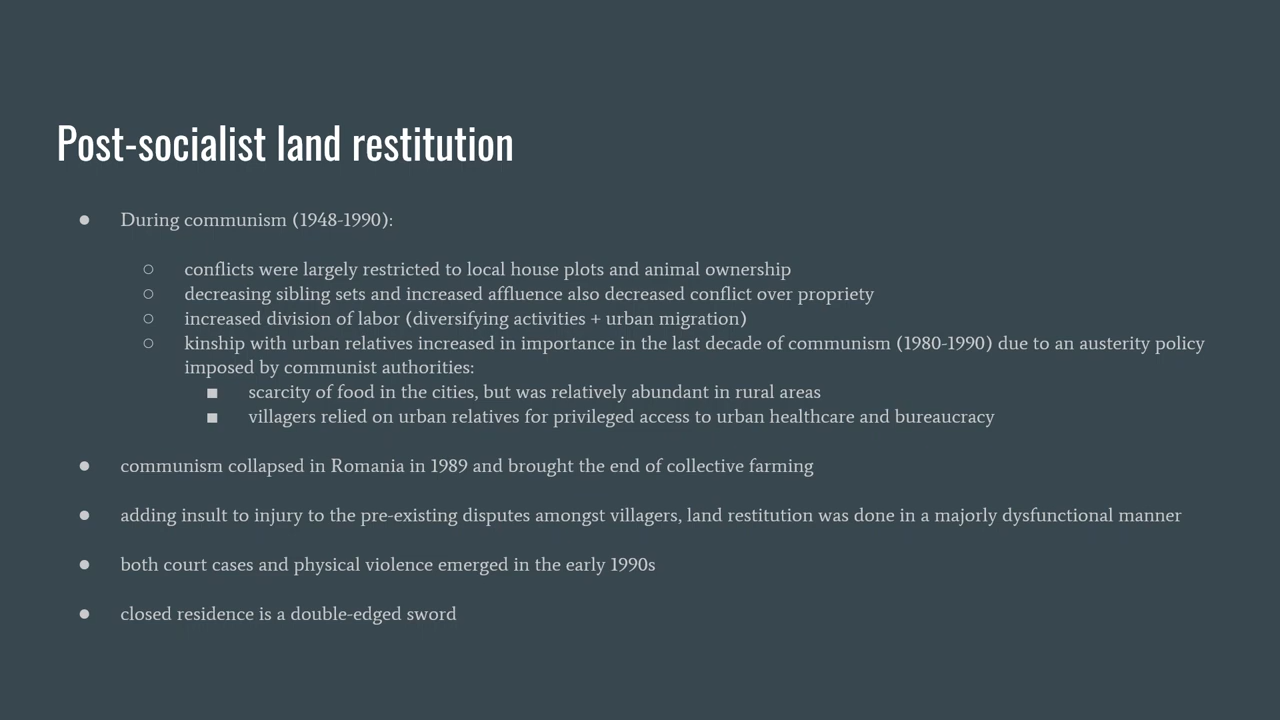 Post-socialist land restitution
● During communism (1948-1990):
○ conflicts were largely restricted to local house plots and animal ownership
○ decreasing sibling sets and increased affluence also decreased conflict over propriety
○ increased division of labor (diversifying activities + urban migration)
○ kinship with urban relatives increased in importance in the last decade of communism (1980-1990) due to an austerity policy
imposed by communist authorities:
■ scarcity of food in the cities, but was relatively abundant in rural areas
■ villagers relied on urban relatives for privileged access to urban healthcare and bureaucracy
● communism collapsed in Romania in 1989 and brought the end of collective farming
● adding insult to injury to the pre-existing disputes amongst villagers, land restitution was done in a majorly dysfunctional manner
● both court cases and physical violence emerged in the early 1990s
● closed residence is a double-edged sword